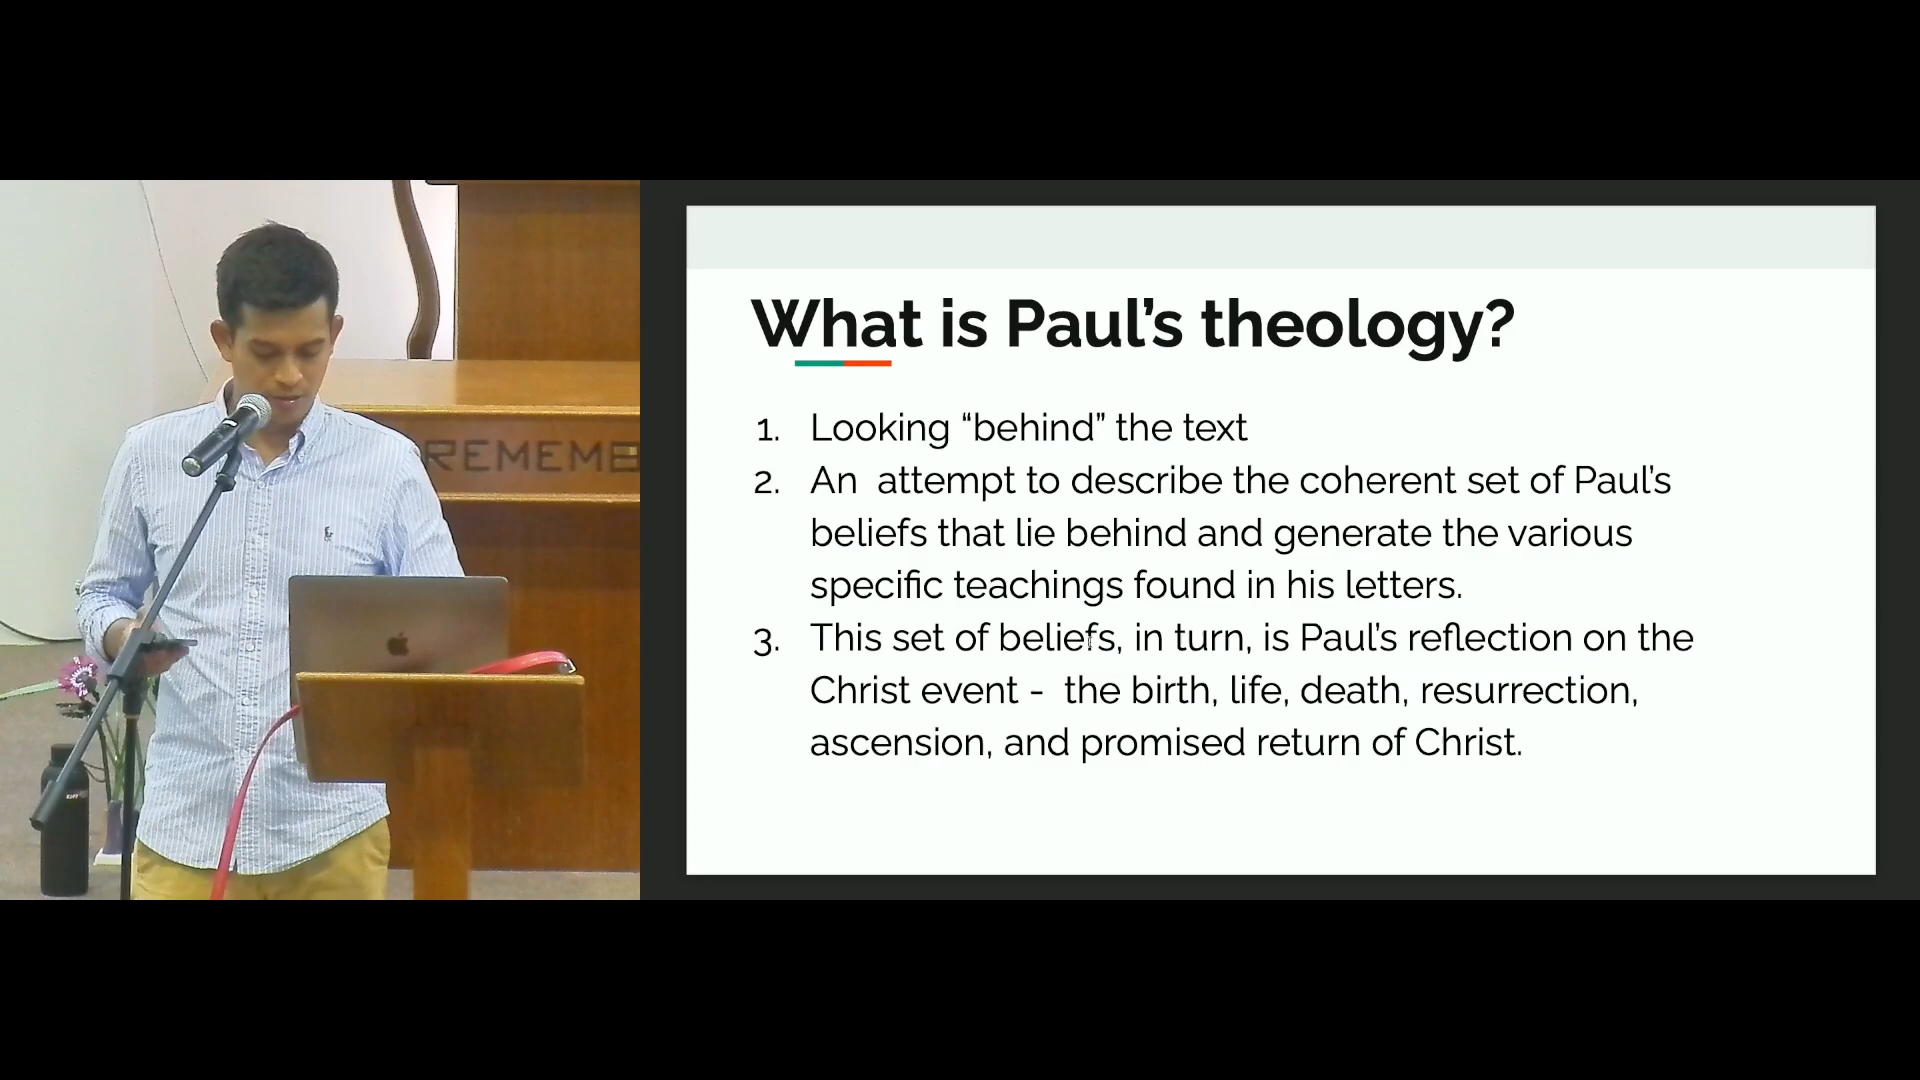 What is Paul's theology?
1. Looking “behind” the text
2. An  attempt to describe the coherent set of Paul's
beliefs that lie behind and generate the various
specific teachings found in his letters.
3. This set of beliefs, in turn, is Paul's reflection on the
Christ event -  the birth, life, death, resurrection,
ascension, and promised return of Christ.
REMEMB